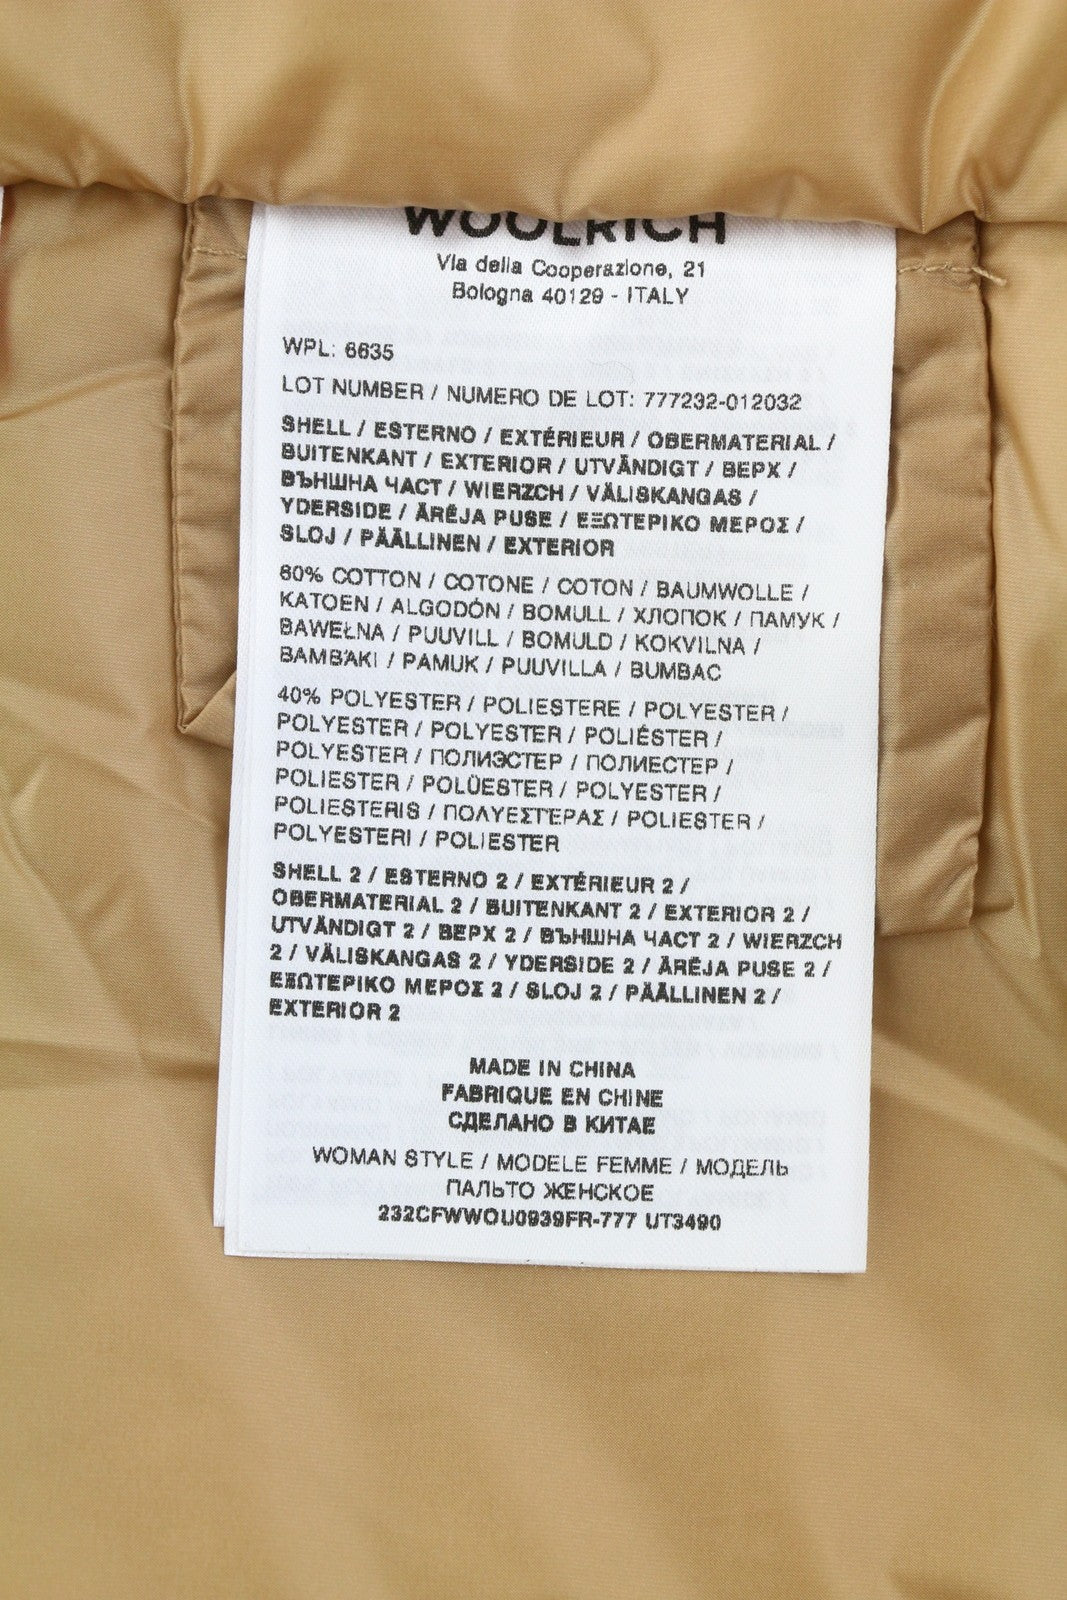 WOOLRICH
Via della Cooperazione, 21
Bologna 40129 - ITALY
WPL: 6635
LOT NUMBER / NUMERO DE LOT: 777232-012032
SHELL / ESTERNO / EXTÉRIEUR / OBERMATERIAL /
BUITENKANT / EXTERIOR / UTVÄNDIGT / ВЕРХ /
ВЪНШНА ЧАСТ / WIERZCH / VÄLISKANGAS /
YDERSIDE / ĀRĒJA PUSE / ΕΞΩΤΕΡΙΚΟ ΜΕΡΟΣ /
SLOJ / PÄÄLLINEN / EXTERIOR
60% COTTON / COTONE / COTON / BAUMWOLLE /
KATOEN / ALGODÓN / BOMULL / ХЛОПОК / ПАМУК /
BAWEŁNA / PUUVILL / BOMULD / KOKVILNA /
ΒΑΜΒΆΚΙ / PAMUK / PUUVILLA / BUMBAC
40% POLYESTER / POLIESTERE / POLYESTER /
POLYESTER / POLYESTER / POLIÉSTER /
POLYESTER / ПОЛИЭСТЕР / ПОЛИЕСТЕР /
POLIESTER / POLÜESTER / POLYESTER /
POLIESTERIS / ΠΟΛΥΕΣΤΈΡΑΣ / POLIESTER /
POLYESTERI / POLIESTER
SHELL 2 / ESTERNO 2 / EXTÉRIEUR 2 /
OBERMATERIAL 2 / BUITENKANT 2 / EXTERIOR 2 /
UTVÄNDIGT 2 / ВЕРХ 2 / ВЪНШНА ЧАСТ 2 / WIERZCH
2 / VÄLISKANGAS 2 / YDERSIDE 2 / ĀRĒJA PUSE 2 /
ΕΞΩΤΕΡΙΚΟ ΜΕΡΟΣ 2 / SLOJ 2 / PÄÄLLINEN 2 /
EXTERIOR 2
MADE IN CHINA
FABRIQUE EN CHINE
СДЕЛАНО В КИТАЕ
WOMAN STYLE / MODELE FEMME / МОДЕЛЬ
ПАЛЬТО ЖЕНСКОЕ
232CFWWOU0939FR-777 UT3490